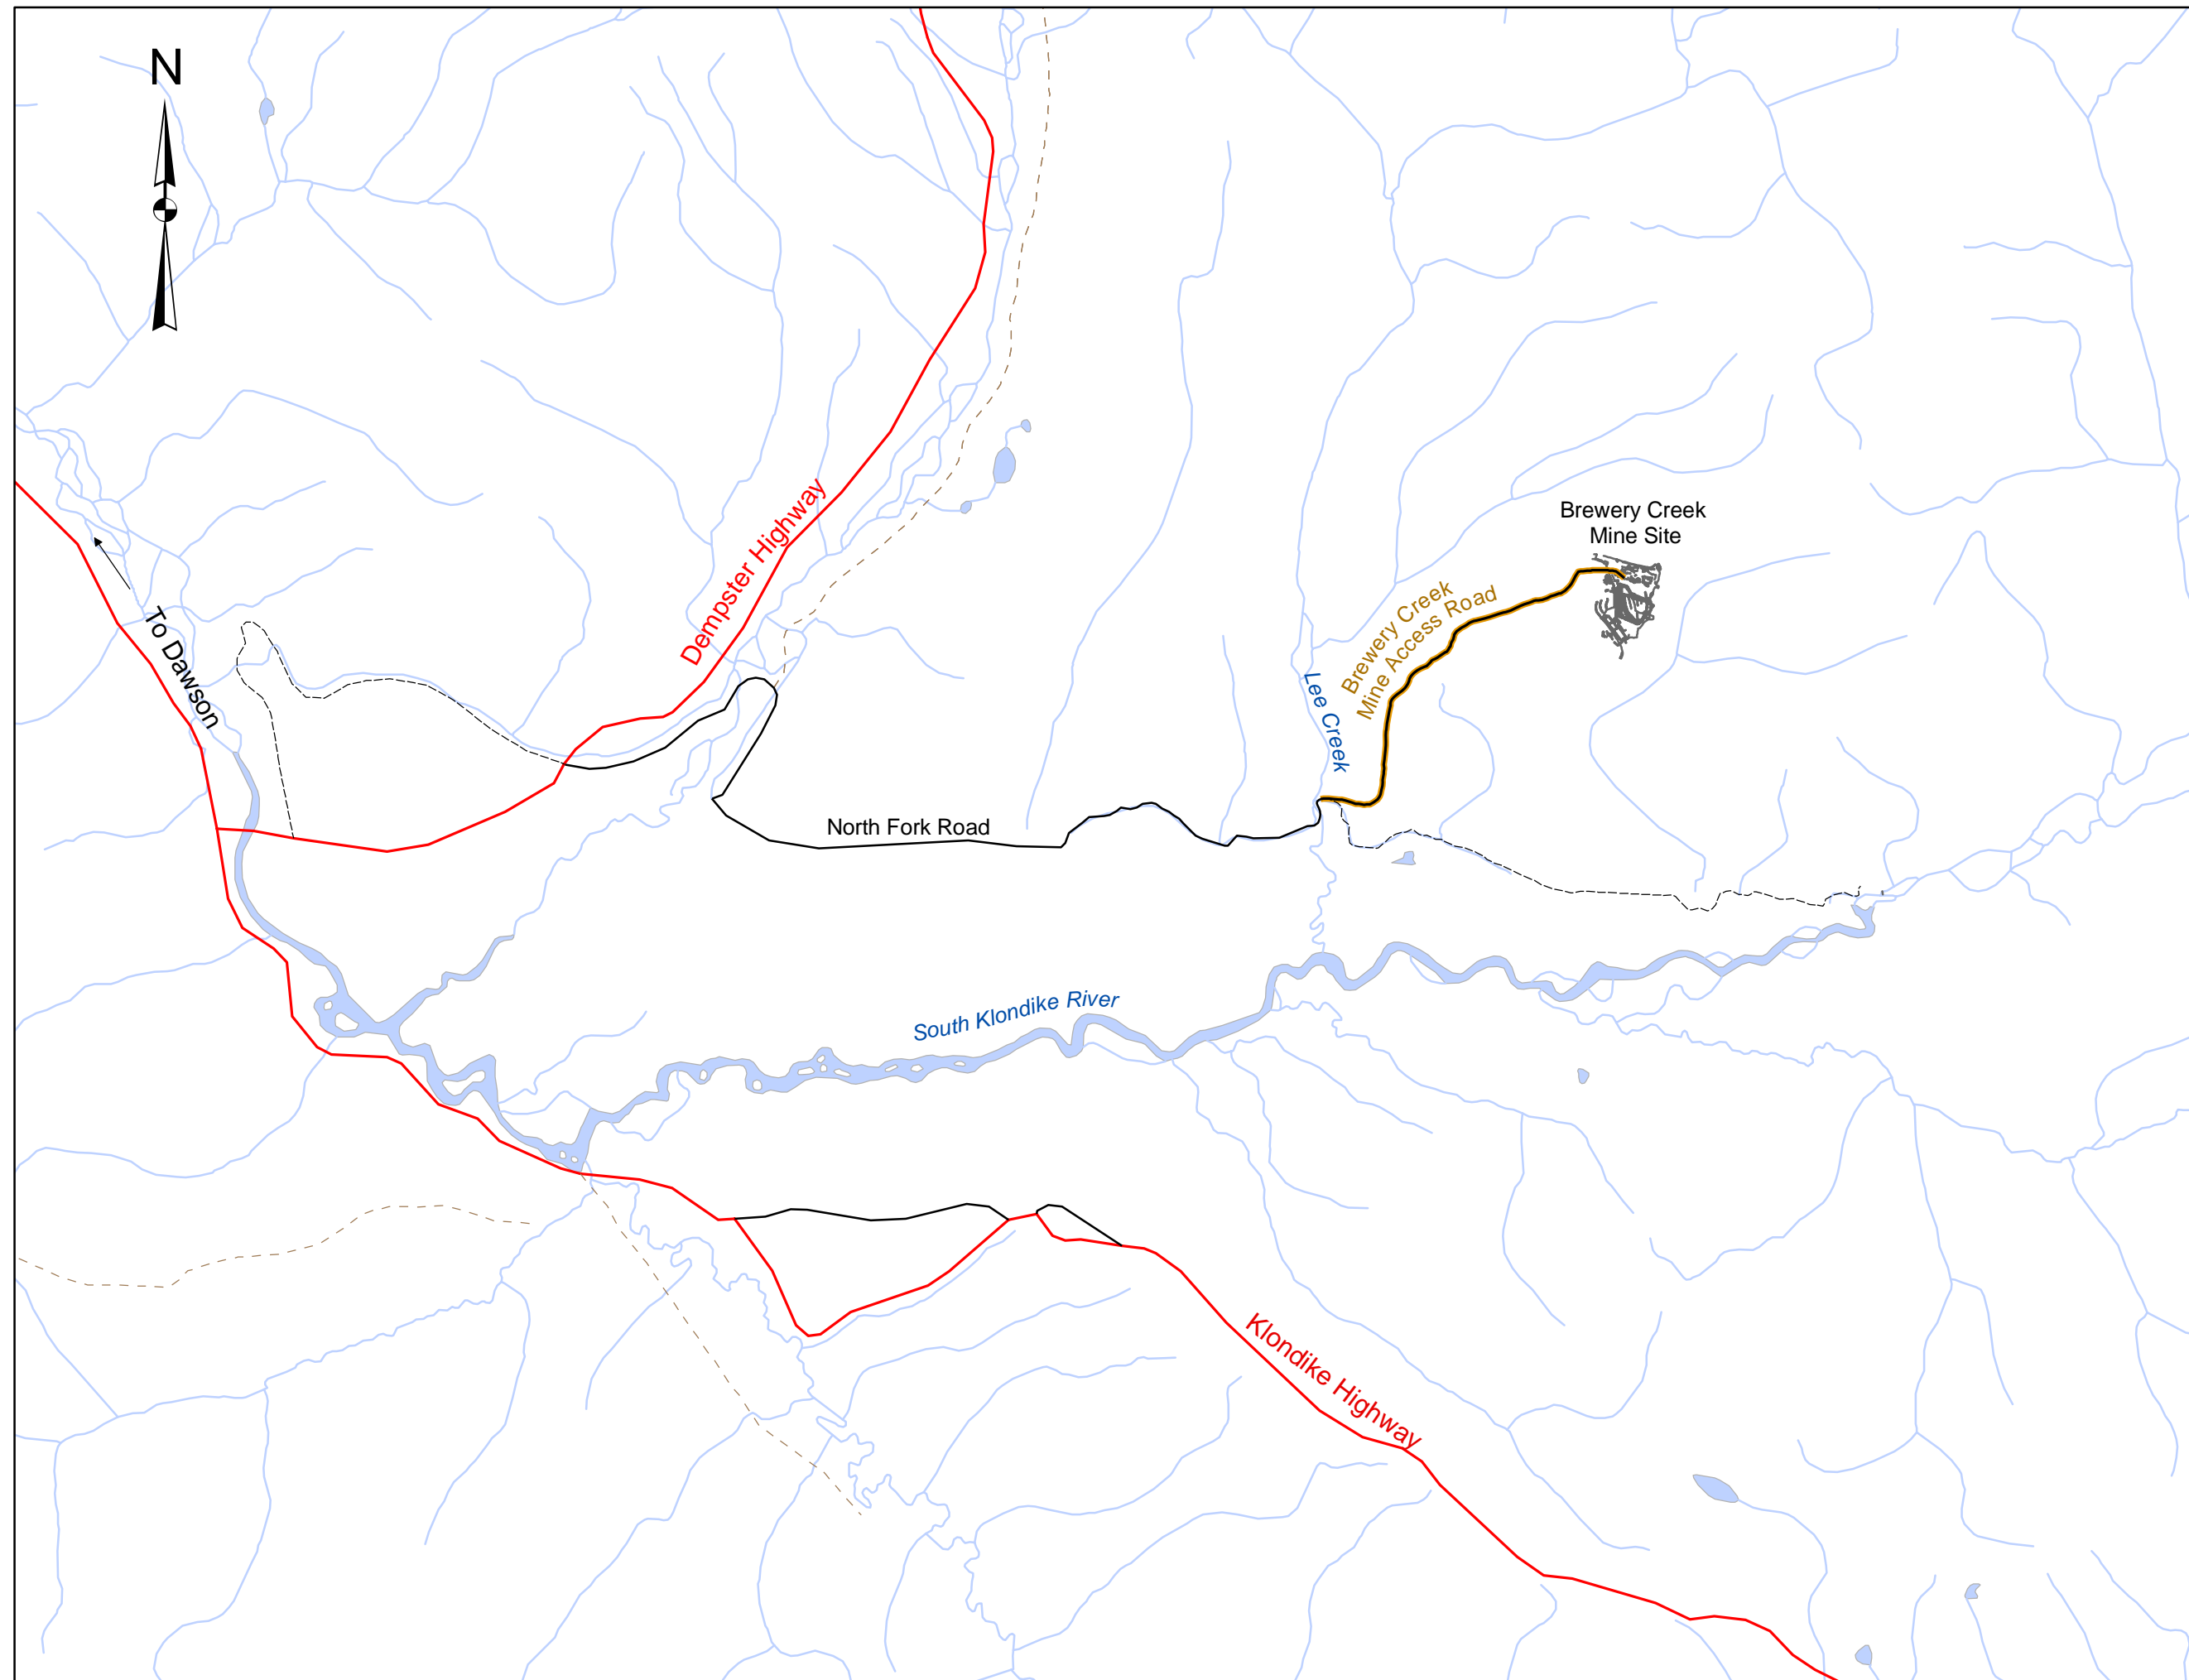 N
Brewery Creek
Mine Site
Dempster Highway
Brewery Creek
Mine Access Road
To Dawson
Lee Creek
North Fork Road
South Klondike River
Klondike Highway